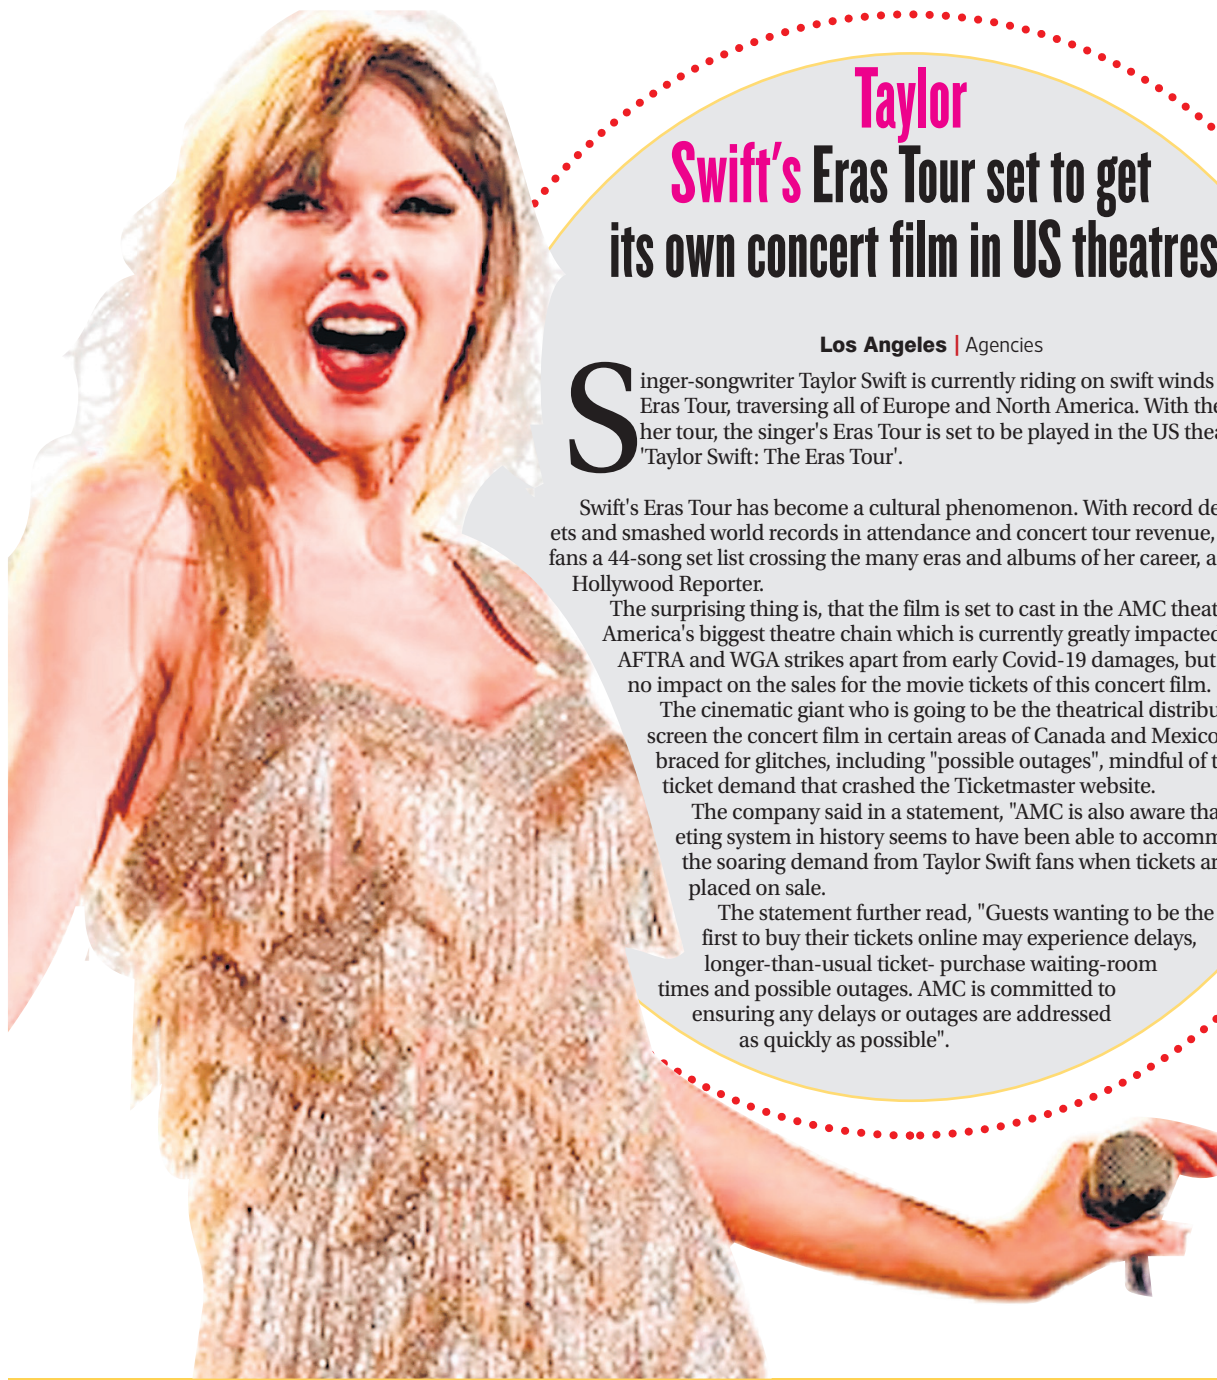 Taylor
Swift's Eras Tour set to get
its own concert film in US theatres
Los Angeles | Agencies
Singer-songwriter Taylor Swift is currently riding on swift winds
Eras Tour, traversing all of Europe and North America. With the
her tour, the singer's Eras Tour is set to be played in the US
'Taylor Swift: The Eras Tour'.
Swift's Eras Tour has become a cultural phenomenon. With record
ets and smashed world records in attendance and concert tour revenue,
fans a 44-song set list crossing the many eras and albums of her career,
Hollywood Reporter.
The surprising thing is, that the film is set to cast in the AMC
America's biggest theatre chain which is currently greatly impacted
AFTRA and WGA strikes apart from early Covid-19 damages, but
no impact on the sales for the movie tickets of this concert film.
The cinematic giant who is going to be the theatrical
screen the concert film in certain areas of Canada and Mexico
braced for glitches, including "possible outages", mindful of
ticket demand that crashed the Ticketmaster website.
The company said in a statement, "AMC is also aware
eting system in history seems to have been able to
the soaring demand from Taylor Swift fans when tickets
placed on sale.
The statement further read, "Guests wanting to be the
first to buy their tickets online may experience delays,
longer-than-usual ticket- purchase waiting-room
times and possible outages. AMC is committed to
ensuring any delays or outages are addressed
as quickly as possible".